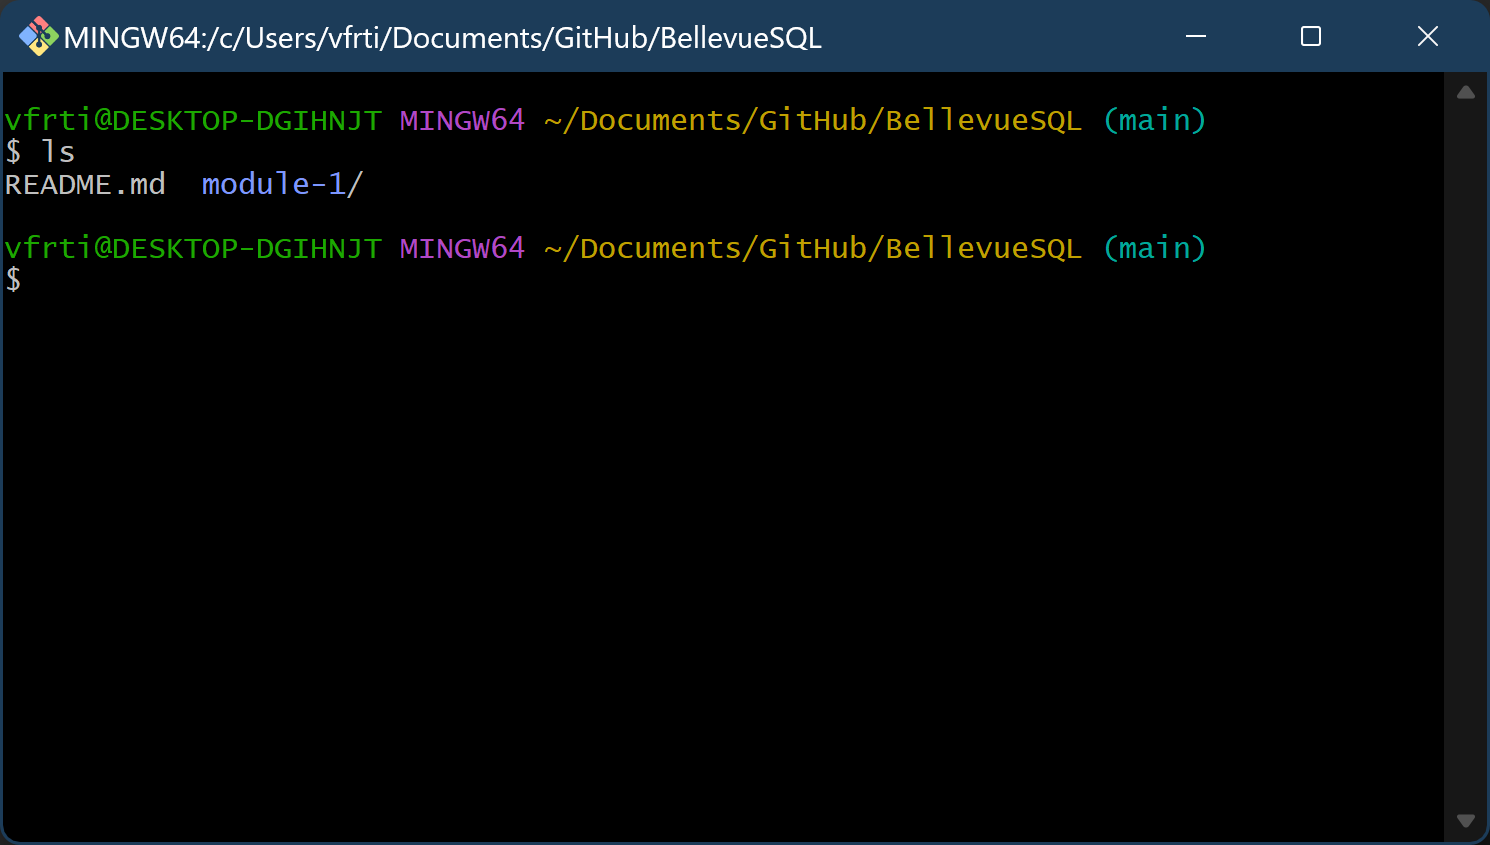 MINGW64:/c/Users/vfrti/Documents/GitHub/BellevueSQL
vfrti@DESKTOP-DGIHNJT MINGW64 ~/Documents/GitHub/BellevueSQL (main)
$ ls
README.md  module-1/
vfrti@DESKTOP-DGIHNJT MINGW64 ~/Documents/GitHub/BellevueSQL (main)
$